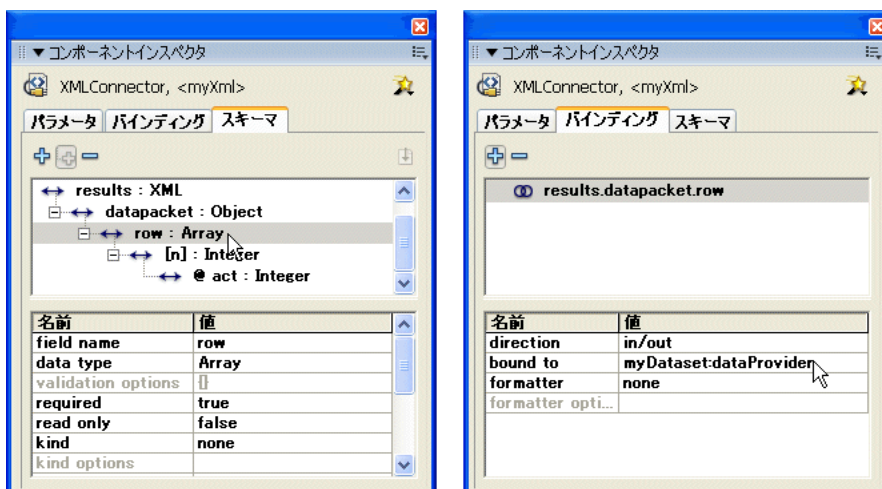 ▼コンポーネントインスペクタ
XMLConnector, <myXml>
パラメータ バインディング スキーマ
results : XML
datapacket : Object
row : Array
[n] : Integer
@ act : Integer
名前 値
field name row
data type Array
validation options {}
required true
read only false
kind none
kind options
▼コンポーネントインスペクタ
XMLConnector, <myXml>
パラメータ バインディング スキーマ
results.datapacket.row
名前 値
direction in/out
bound to myDataset:dataProvider
formatter none
formatter opti...